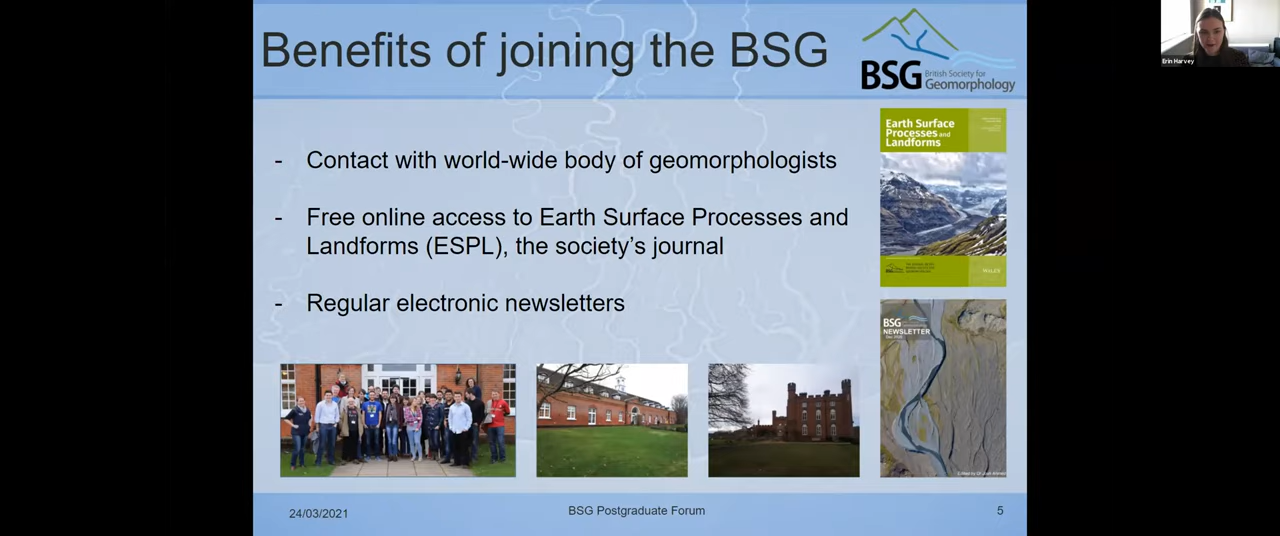 Benefits of joining the BSG
BSG
British Society for
Geomorphology
Erin Harvey
- Contact with world-wide body of geomorphologists
- Free online access to Earth Surface Processes and
Landforms (ESPL), the society's journal
- Regular electronic newsletters
Earth Surface
Processes and
Landforms
WILEY
BSG
NEWSLETTER
24/03/2021
BSG Postgraduate Forum
5